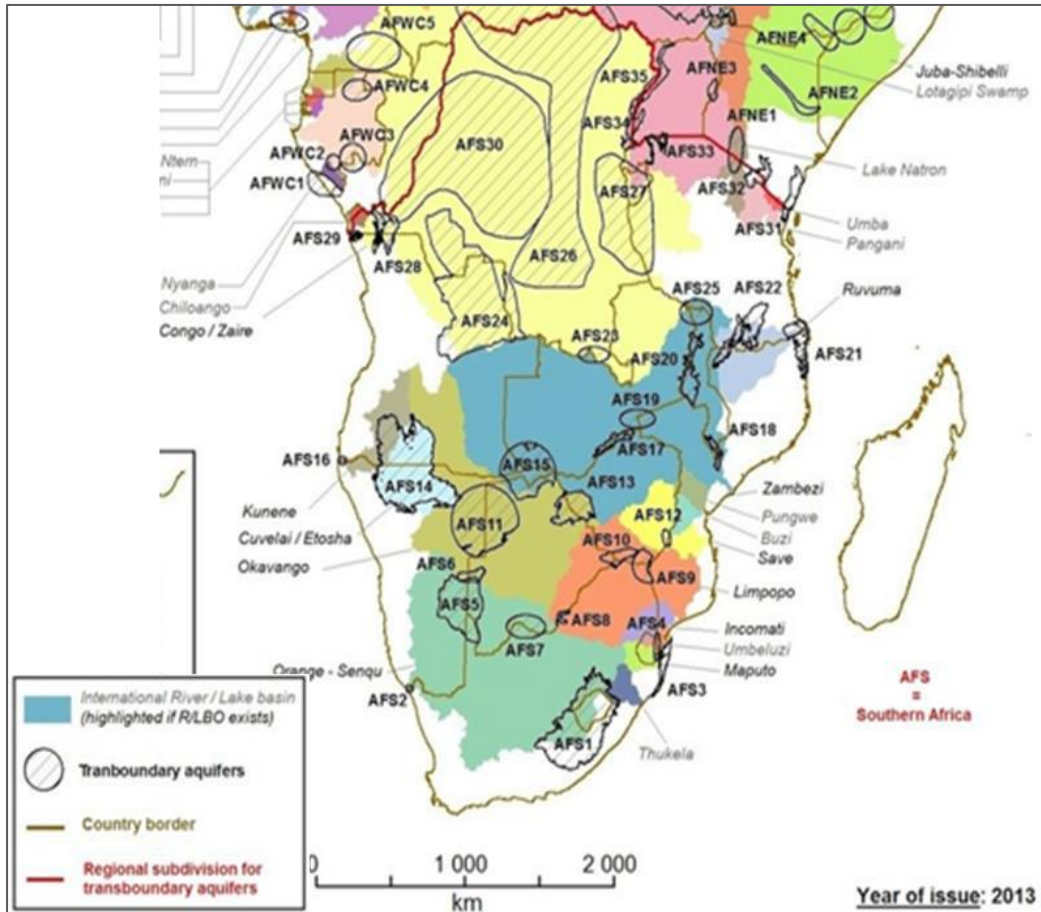 AFWC5
AFNE4
AFS35
AFNE3
Juba-Shibelli
Lotagipi Swamp
AFWC4
AFNE2
AFS34
AFNE1
AFWC3
AFS30
AFS33
Ntem
ni
AFWC2
Lake Natron
AFWC1
AFS27
AFS32
AFS31
Umba
Pangani
AFS29
AFS28
AFS26
Nyanga
AFS25
AFS22
Ruvuma
Chiloango
Congo / Zaire
AFS24
AFS23
AFS20
AFS21
AFS19
AFS18
AFS17
AFS16
AFS15
AFS14
AFS13
Zambezi
Kunene
AFS12
Pungwe
Cuvelai / Etosha
AFS11
Buzi
AFS10
Save
Okavango
AFS6
AFS9
Limpopo
AFS5
AFS8
AFS4
Incomati
AFS7
Umbeluzi
Orange - Senqu
Maputo
AFS2
AFS3
AFS1
Thukela
AFS
=
Southern Africa
International River / Lake basin
(highlighted if R/LBO exists)
Tranboundary aquifers
Country border
Regional subdivision for
transboundary aquifers
0 1 000 2 000
km
Year of issue: 2013